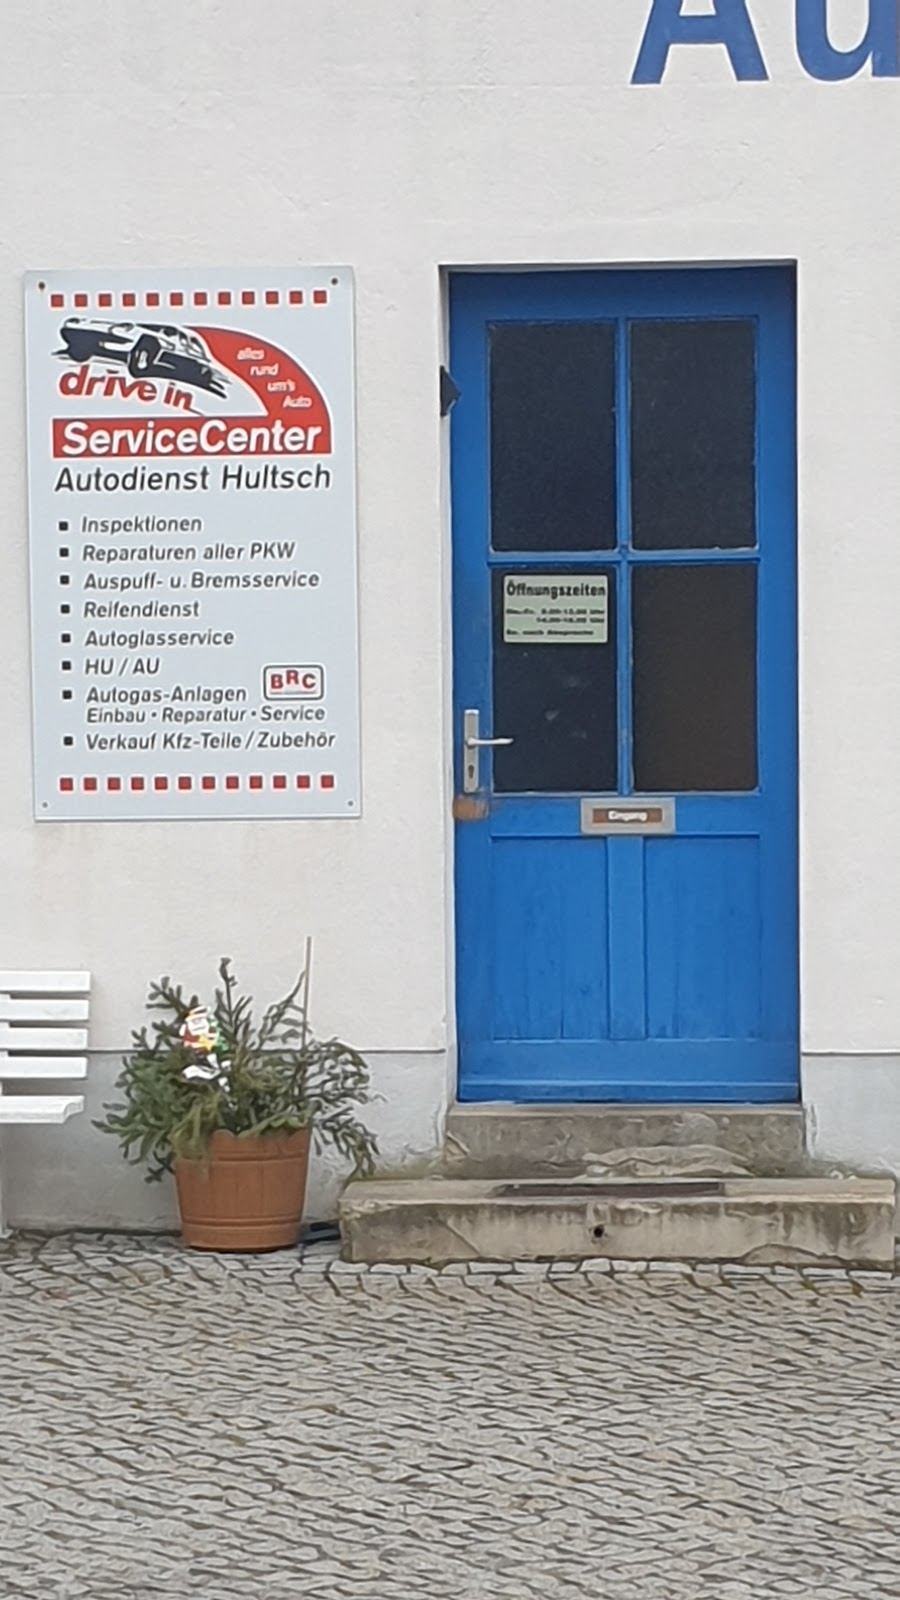 Au
alles
rund
um's
Auto
drive in
ServiceCenter
Autodienst Hultsch
Inspektionen
Reparaturen aller PKW
Auspuff- u. Bremsservice
Reifendienst
Autoglasservice
HU / AU
Autogas-Anlagen
BRC
Einbau • Reparatur • Service
Verkauf Kfz-Teile / Zubehör
Öffnungszeiten
Eingang